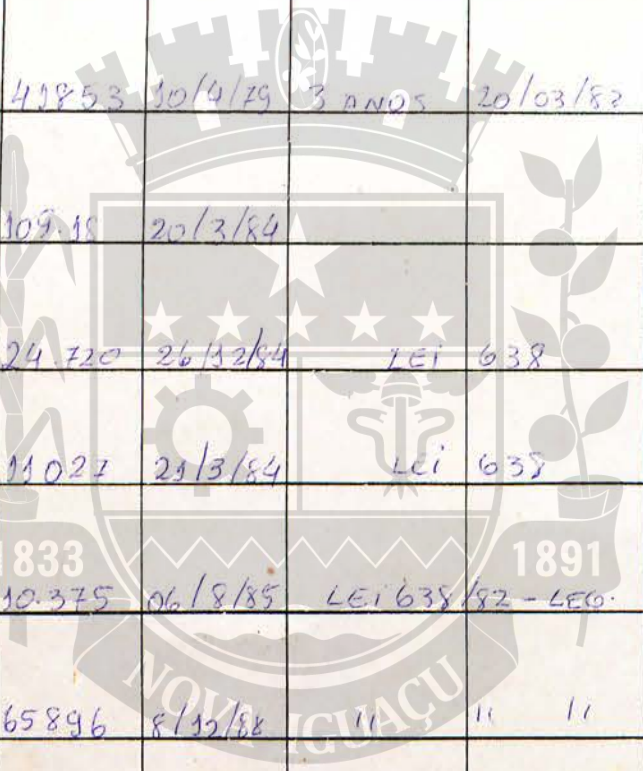 41853 10/4/79 3 ANOS 20/03/82
109.18 20/3/84
24.720 26/12/84 LEI 638
11027 21/3/84 LEI 638
1833 1891
10.375 06/8/85 LEI 638/82 - LEG.
NOVA IGUAÇU
65896 8/12/88 " " "